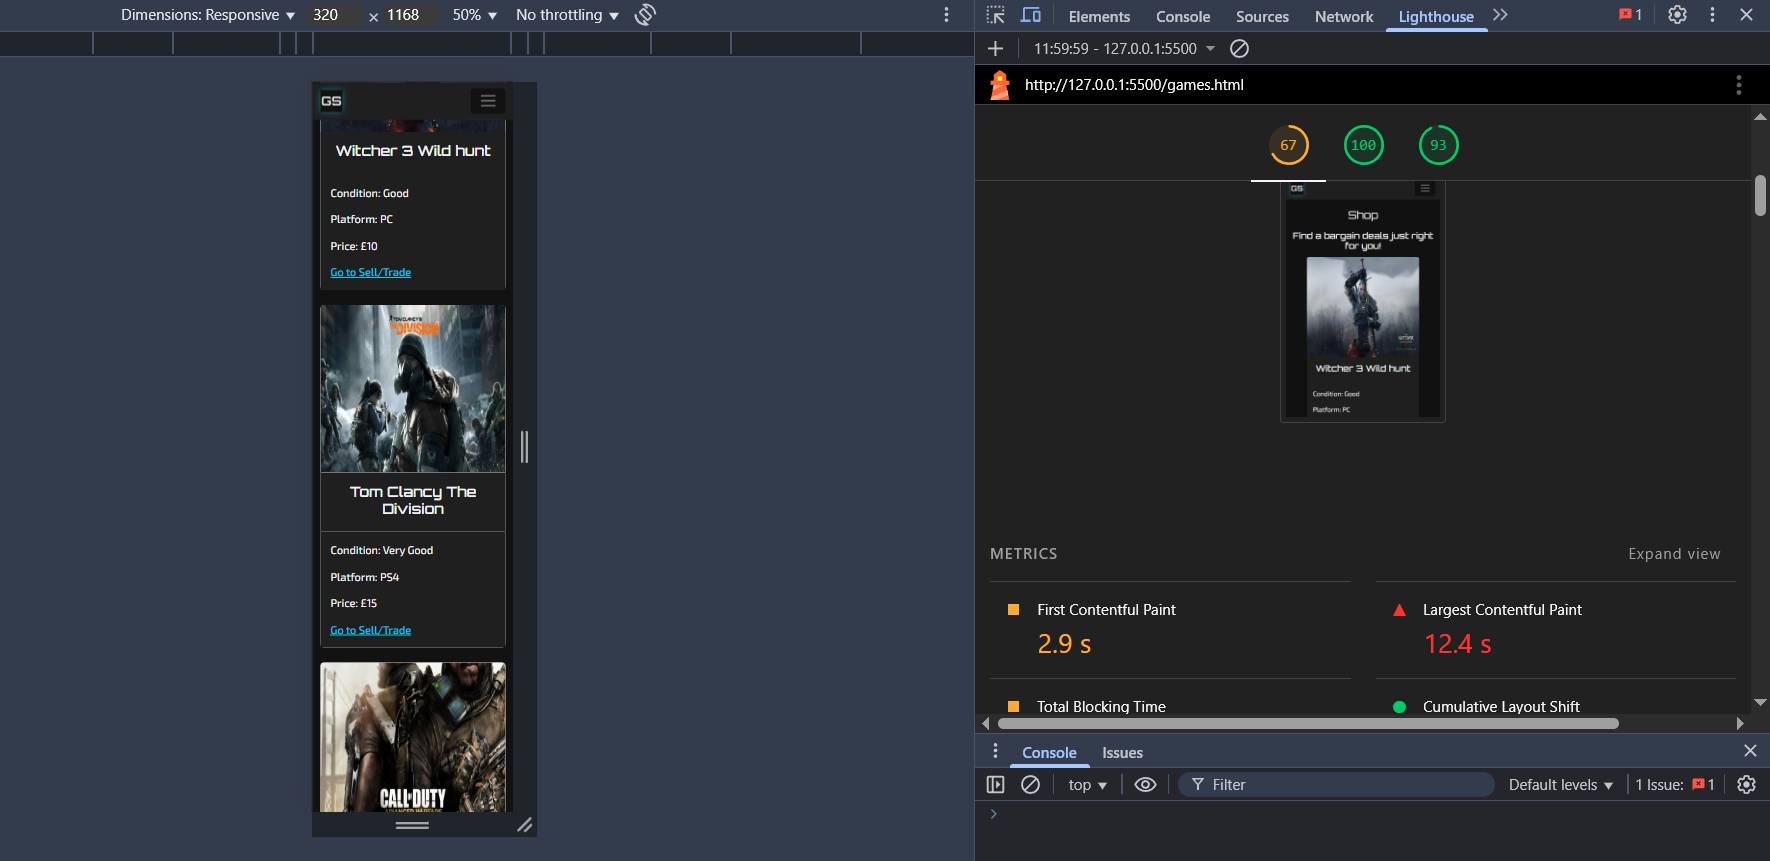 Dimensions: Responsive ▼ 320 × 1168 50% ▼ No throttling ▼
GS
Witcher 3 Wild hunt
Condition: Good
Platform: PC
Price: £10
Go to Sell/Trade
TOM CLANCY'S
THE DIVISION
Tom Clancy The
Division
Condition: Very Good
Platform: PS4
Price: £15
Go to Sell/Trade
CALL OF DUTY
ADVANCED WARFARE
Elements Console Sources Network Lighthouse 1
11:59:59 - 127.0.0.1:5500
http://127.0.0.1:5500/games.html
67 100 93
GS
Shop
Find a bargain deals just right
for you!
Witcher 3 Wild hunt
Condition: Good
Platform: PC
METRICS Expand view
First Contentful Paint
2.9 s
Largest Contentful Paint
12.4 s
Total Blocking Time
Cumulative Layout Shift
Console Issues
top ▼ Filter Default levels ▼ 1 Issue: 1